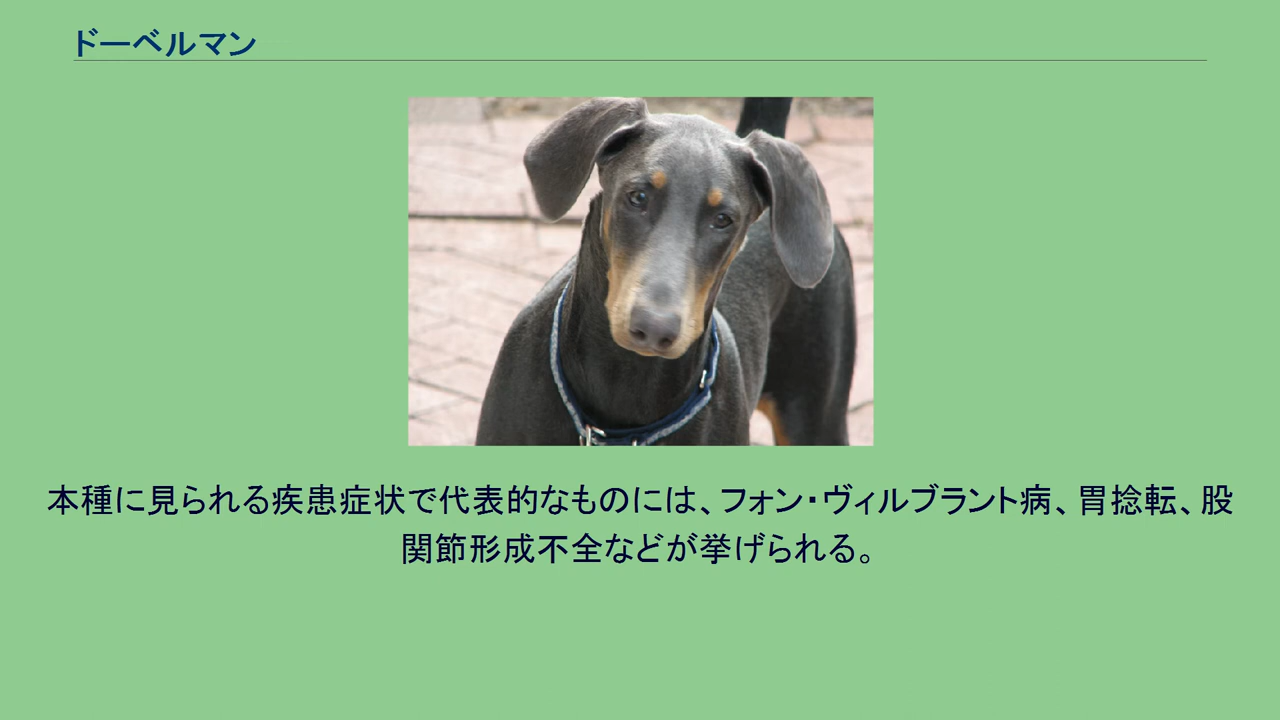 ドーベルマン
本種に見られる疾患症状で代表的なものには、フォン・ヴィルブラント病、胃捻転、股
関節形成不全などが挙げられる。